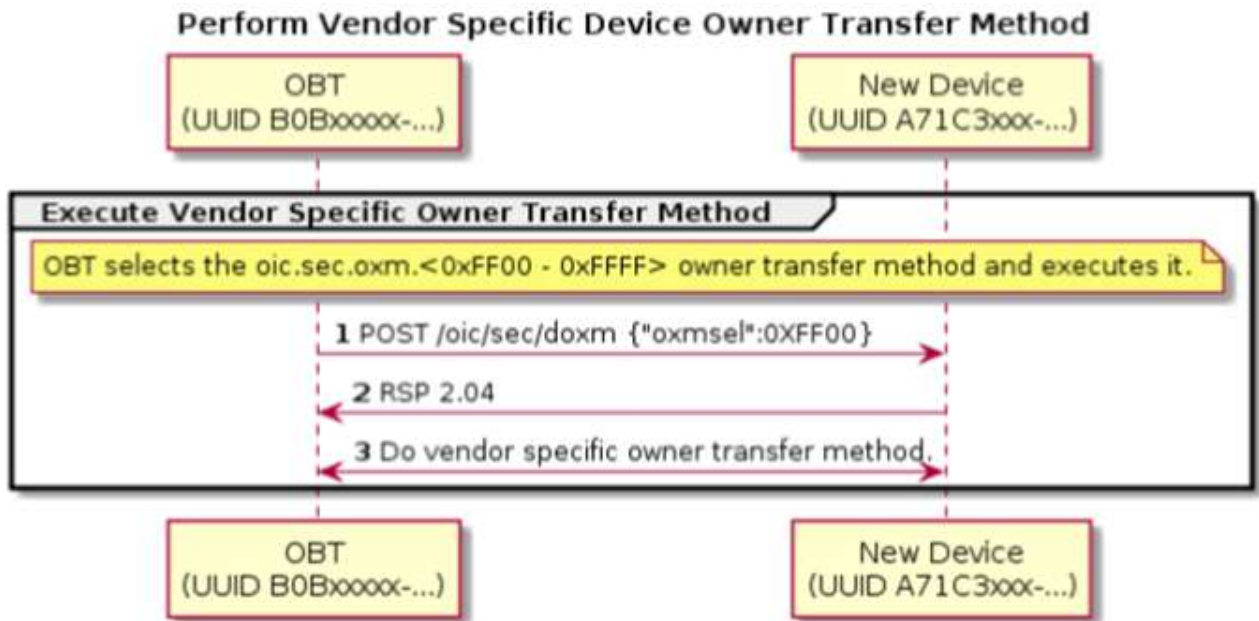 Perform Vendor Specific Device Owner Transfer Method
OBT
(UUID B0Bxxxxx-...)
New Device
(UUID A71C3xxx-...)
Execute Vendor Specific Owner Transfer Method
OBT selects the oic.sec.oxm.<0xFF00 - 0xFFFF> owner transfer method and executes it.
1 POST /oic/sec/doxm {"oxmsel":0XFF00}
2 RSP 2.04
3 Do vendor specific owner transfer method.
OBT
(UUID B0Bxxxxx-...)
New Device
(UUID A71C3xxx-...)